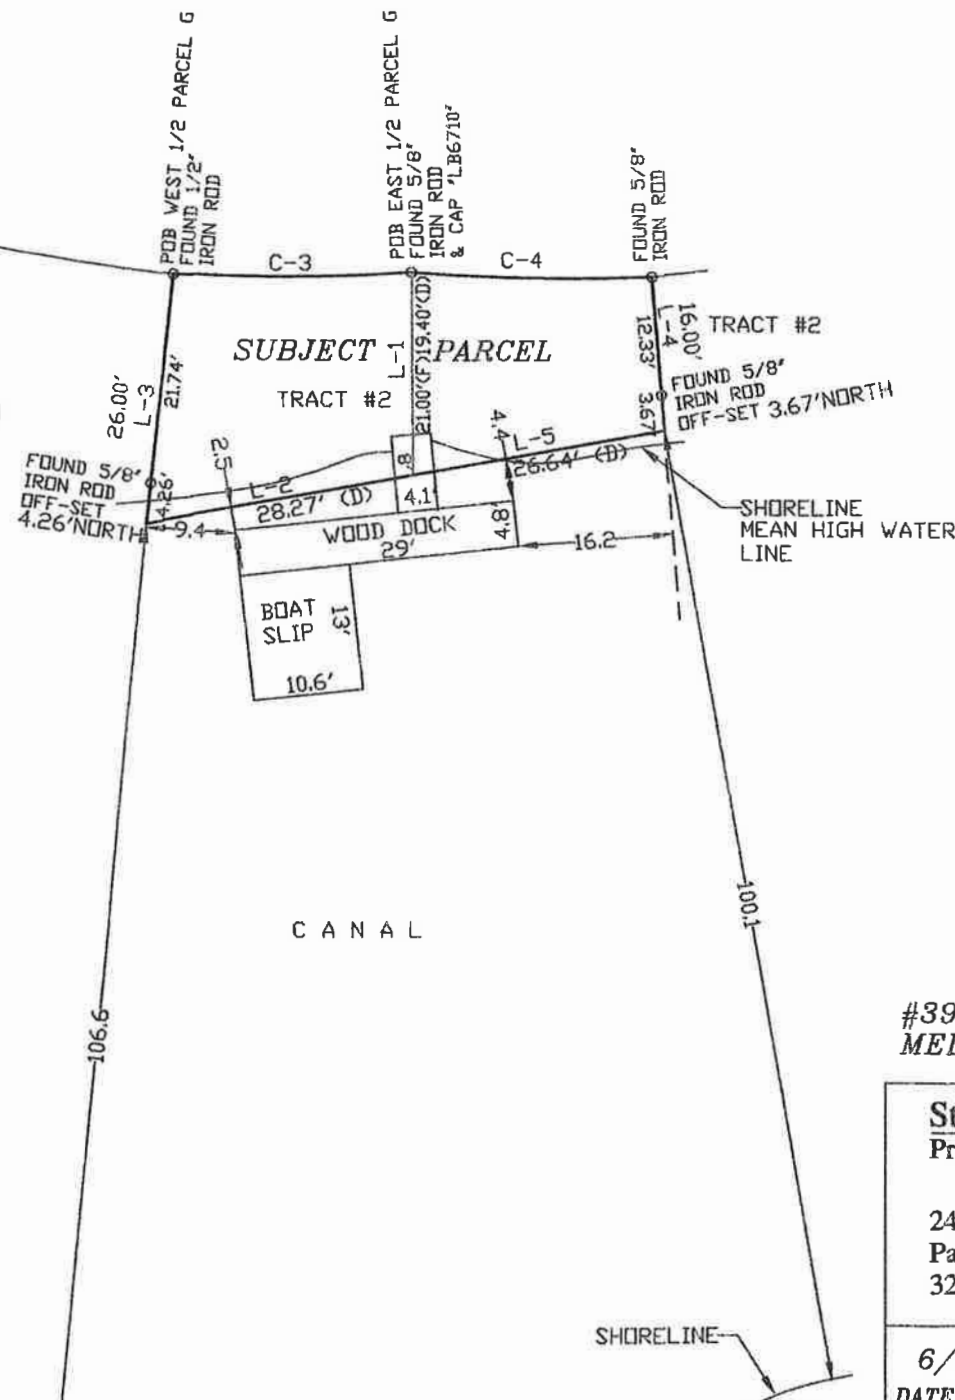 POB WEST 1/2 PARCEL G
FOUND 1/2"
IRON ROD
POB EAST 1/2 PARCEL G
FOUND 5/8"
IRON ROD
& CAP "LB6710"
FOUND 5/8"
IRON ROD
C-3
C-4
SUBJECT PARCEL
TRACT #2
L-1
21.00'(F)19.40'(D)
12.33'
L-4
16.00'
TRACT #2
26.00'
L-3
21.74'
FOUND 5/8"
IRON ROD
OFF-SET 3.67'NORTH
3.67'
FOUND 5/8"
IRON ROD
OFF-SET
4.26'NORTH
4.26'
2.5
4.4
L-5
26.64' (D)
L-2
28.27' (D)
8'
4.1'
9.4
WOOD DOCK
29'
4.8'
16.2
SHORELINE
MEAN HIGH WATER
LINE
BOAT
SLIP
13'
10.6'
CANAL
106.6
100.1
#39
24
32
SHORELINE
6/
DATE